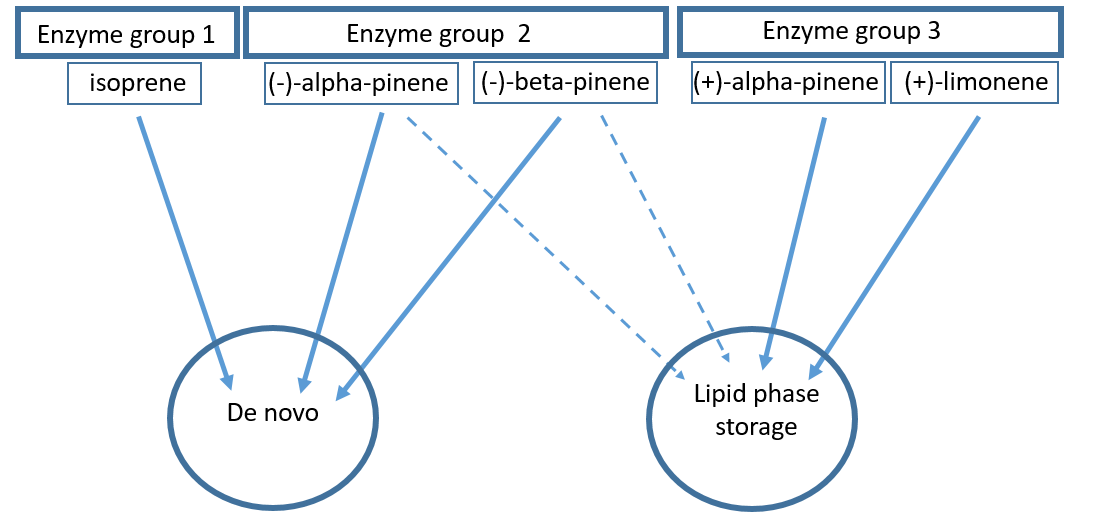 Enzyme group 1
Enzyme group 2
Enzyme group 3
isoprene
(-)-alpha-pinene
(-)-beta-pinene
(+)-alpha-pinene
(+)-limonene
De novo
Lipid phase
storage